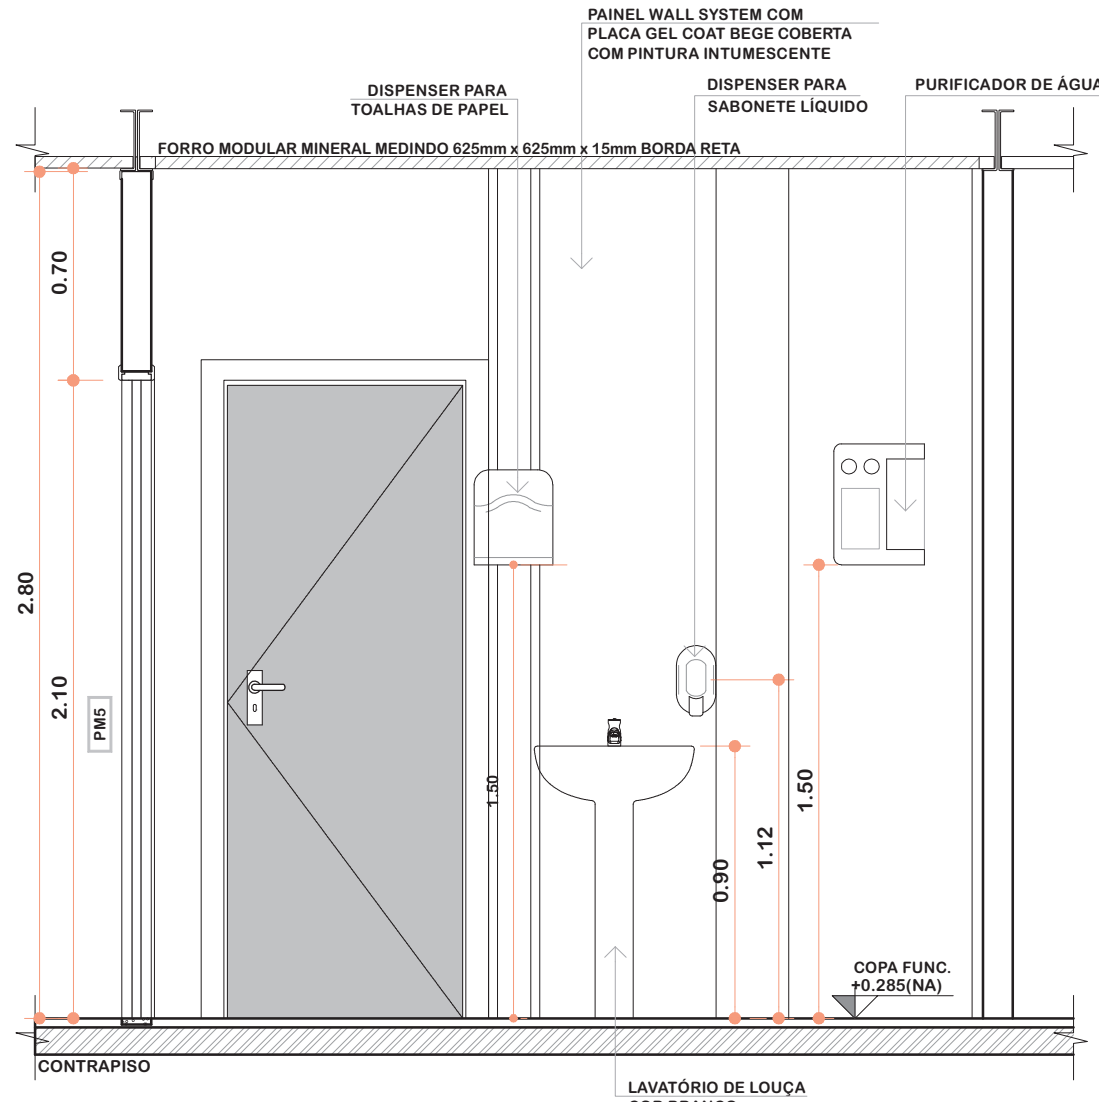 PAINEL WALL SYSTEM COM
PLACA GEL COAT BEGE COBERTA
COM PINTURA INTUMESCENTE
DISPENSER PARA
TOALHAS DE PAPEL
DISPENSER PARA
SABONETE LÍQUIDO
PURIFICADOR DE ÁGUA
FORRO MODULAR MINERAL MEDINDO 625mm x 625mm x 15mm BORDA RETA
0.70
2.80
2.10
PM5
1.50
0.90
1.12
1.50
COPA FUNC.
+0.285(NA)
CONTRAPISO
LAVATÓRIO DE LOUÇA
COR BRANCO